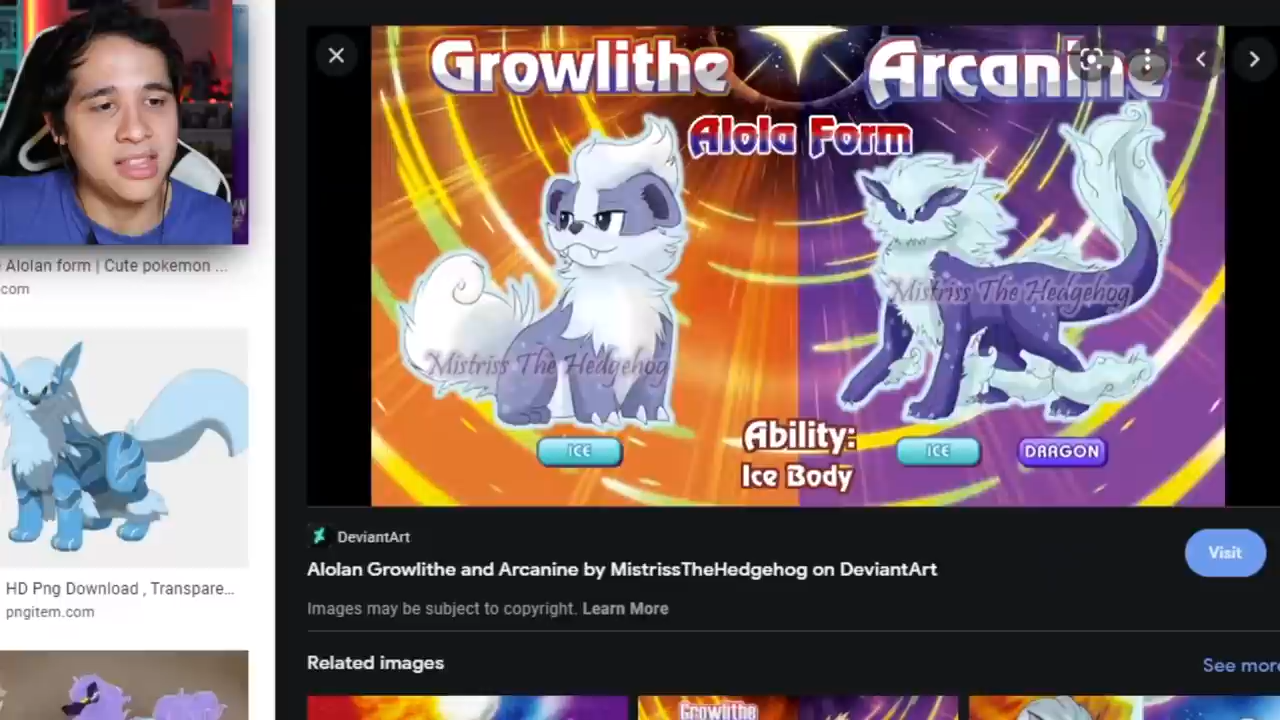 Growlithe
Arcanine
Alola Form
Mistriss The Hedgehog
Mistriss The Hedgehog
Ability:
Ice Body
ICE
ICE
DRAGON
Alolan form | Cute pokemon ...
com
HD Png Download , Transpare...
pngitem.com
DeviantArt
Visit
Alolan Growlithe and Arcanine by MistrissTheHedgehog on DeviantArt
Images may be subject to copyright. Learn More
Related images
See more
Growlithe